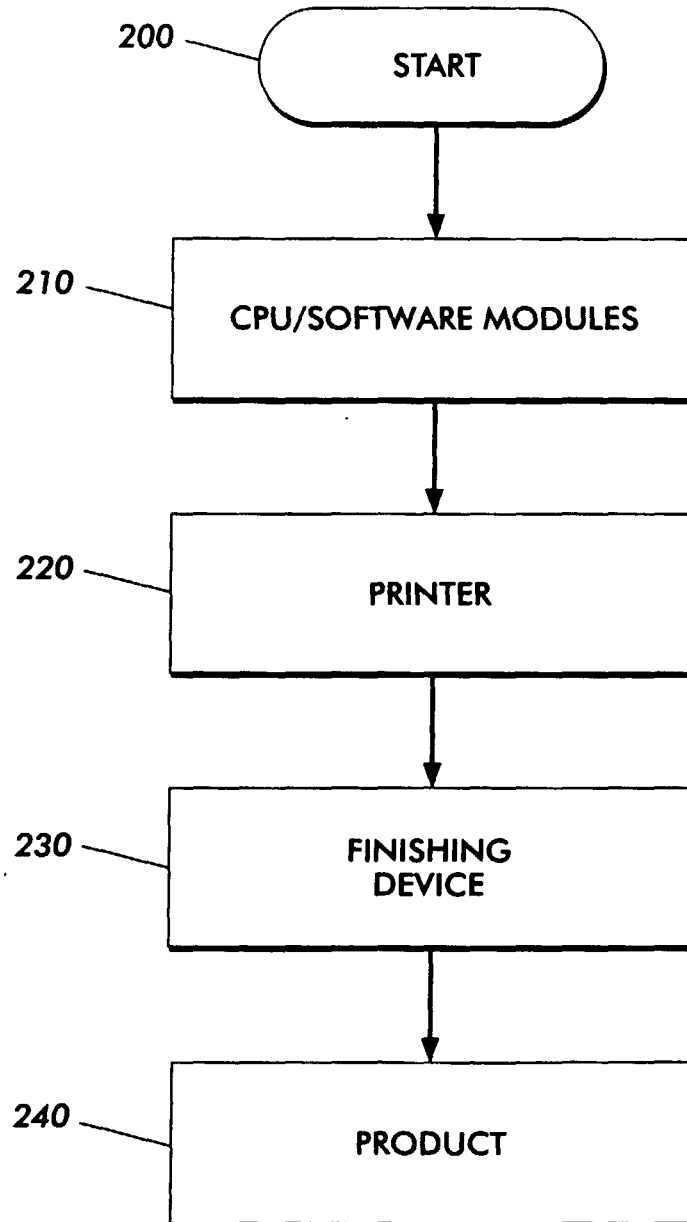 200
START
210
CPU/SOFTWARE MODULES
220
PRINTER
230
FINISHING
DEVICE
240
PRODUCT